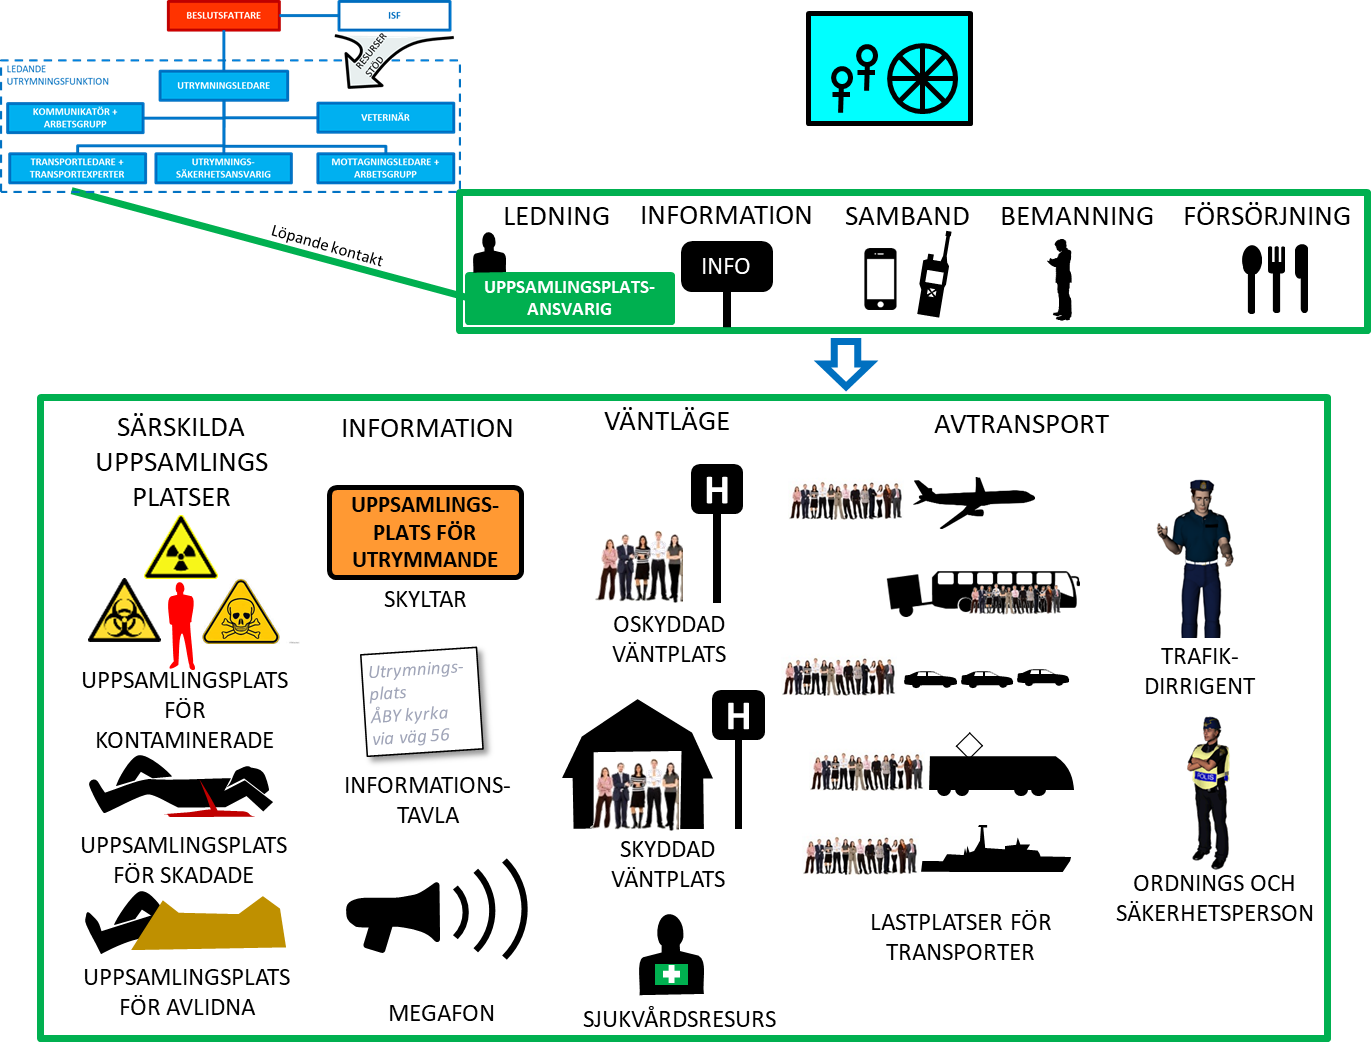 BESLUTSFATTARE
ISF
RESURSER
STÖD
LEDANDE
UTRYMNINGSFUNKTION
UTRYMNINGSLEDARE
KOMMUNIKATÖR +
ARBETSGRUPP
VETERINÄR
TRANSPORTLEDARE +
TRANSPORTEXPERTER
UTRYMNINGS-
SÄKERHETSANSVARIG
MOTTAGNINGSLEDARE +
ARBETSGRUPP
Löpande kontakt
LEDNING
INFORMATION
SAMBAND
BEMANNING
FÖRSÖRJNING
INFO
UPPSAMLINGSPLATS-
ANSVARIG
SÄRSKILDA
UPPSAMLINGS
PLATSER
UPPSAMLINGSPLATS
FÖR
KONTAMINERADE
UPPSAMLINGSPLATS
FÖR SKADADE
UPPSAMLINGSPLATS
FÖR AVLIDNA
INFORMATION
UPPSAMLINGS-
PLATS FÖR
UTRYMMANDE
SKYLTAR
Utrymnings-
plats
ÅBY kyrka
via väg 56
INFORMATIONS-
TAVLA
MEGAFON
VÄNTLÄGE
H
OSKYDDAD
VÄNTPLATS
H
SKYDDAD
VÄNTPLATS
SJUKVÅRDSRESURS
AVTRANSPORT
LASTPLATSER FÖR
TRANSPORTER
TRAFIK-
DIRRIGENT
POLIS
ORDNINGS OCH
SÄKERHETSPERSON